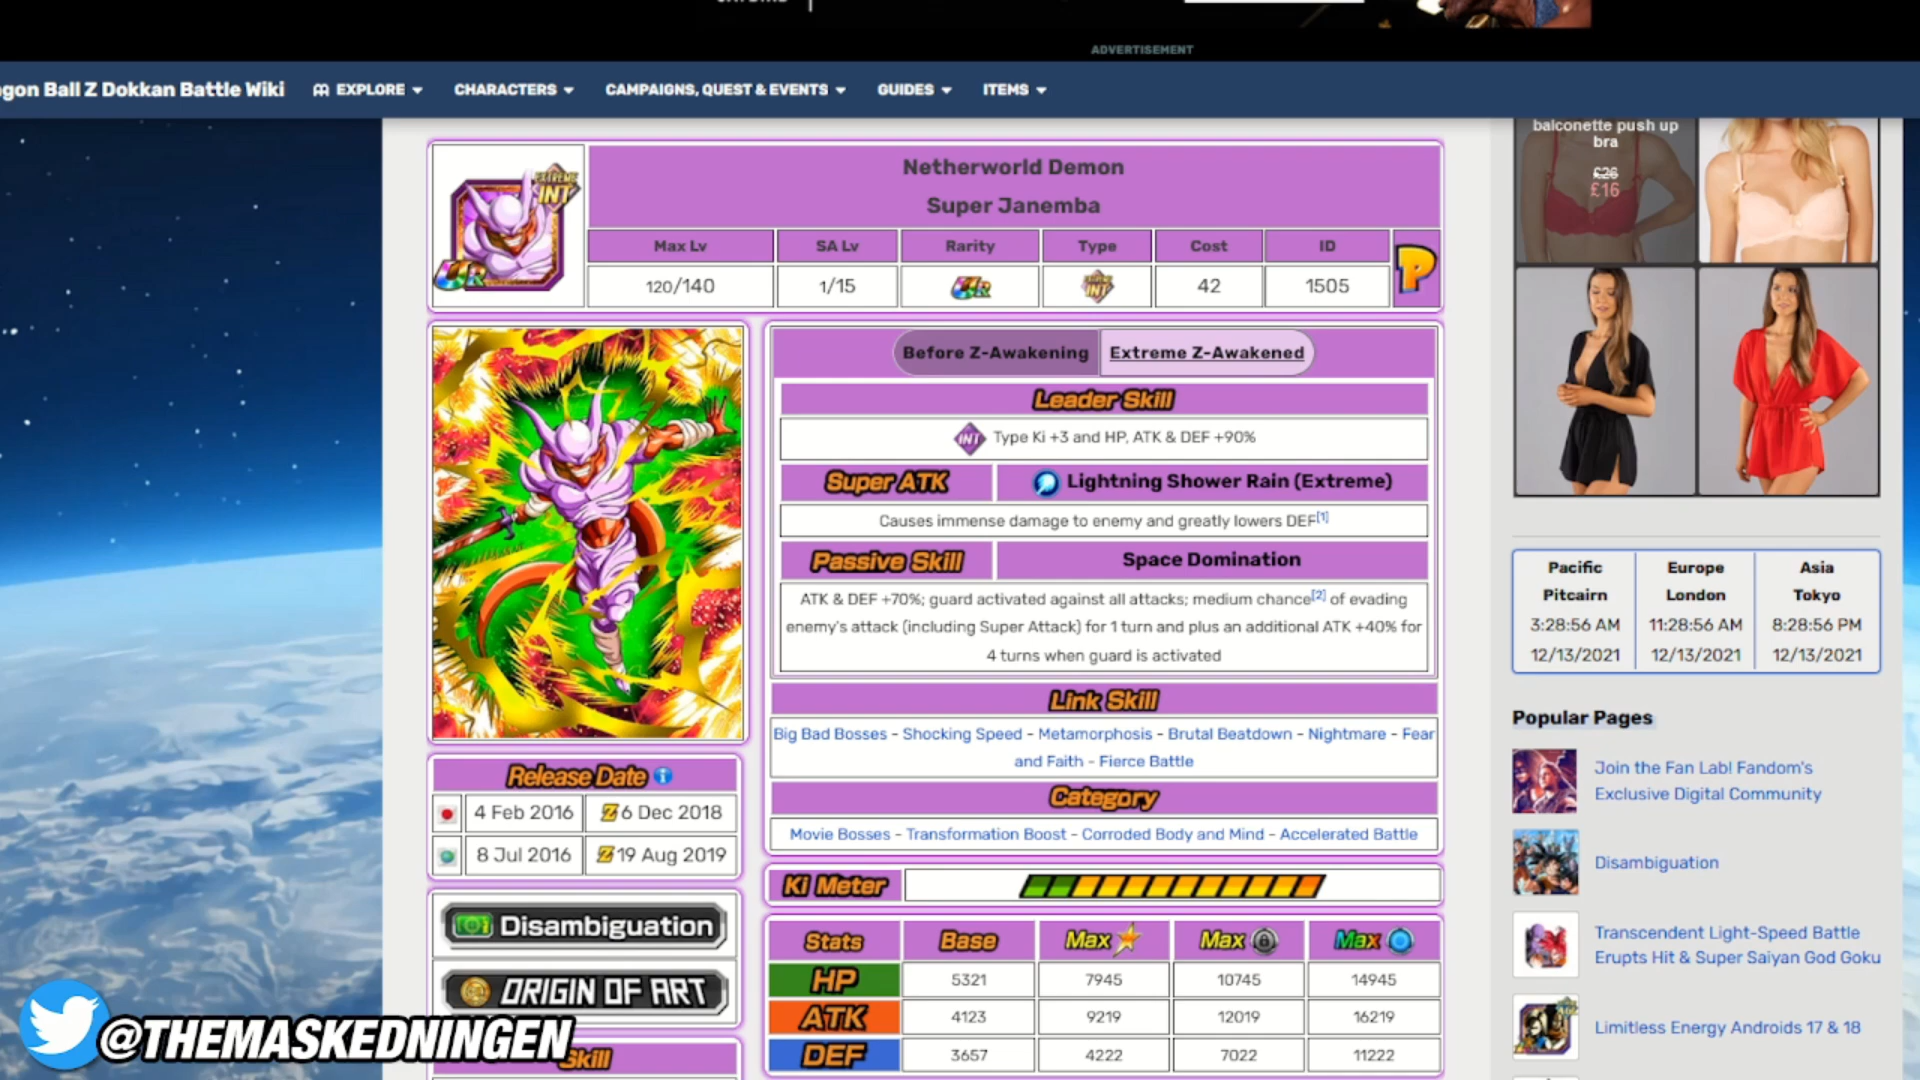 ADVERTISEMENT
gon Ball Z Dokkan Battle Wiki
EXPLORE
CHARACTERS
CAMPAIGNS, QUEST & EVENTS
GUIDES
ITEMS
balconette push up
bra
£26
£16
EXTREME
INT
UR
Netherworld Demon
Super Janemba
Max Lv
SA Lv
Rarity
Type
Cost
ID
P
120/140
1/15
UR
EXTREME
INT
42
1505
Before Z-Awakening
Extreme Z-Awakened
Leader Skill
INT Type Ki +3 and HP, ATK & DEF +90%
Super ATK
Lightning Shower Rain (Extreme)
Causes immense damage to enemy and greatly lowers DEF[1]
Passive Skill
Space Domination
ATK & DEF +70%; guard activated against all attacks; medium chance[2] of evading
enemy's attack (including Super Attack) for 1 turn and plus an additional ATK +40% for
4 turns when guard is activated
Link Skill
Big Bad Bosses - Shocking Speed - Metamorphosis - Brutal Beatdown - Nightmare - Fear
and Faith - Fierce Battle
Category
Movie Bosses - Transformation Boost - Corroded Body and Mind - Accelerated Battle
Ki Meter
Release Date
4 Feb 2016
Z 6 Dec 2018
8 Jul 2016
Z 19 Aug 2019
Disambiguation
ORIGIN OF ART
Skill
Stats
Base
Max
Max
Max
HP
5321
7945
10745
14945
ATK
4123
9219
12019
16219
DEF
3657
4222
7022
11222
Pacific
Pitcairn
3:28:56 AM
12/13/2021
Europe
London
11:28:56 AM
12/13/2021
Asia
Tokyo
8:28:56 PM
12/13/2021
Popular Pages
Join the Fan Lab! Fandom's
Exclusive Digital Community
Disambiguation
Transcendent Light-Speed Battle
Erupts Hit & Super Saiyan God Goku
Limitless Energy Androids 17 & 18
@THEMASKEDNINGEN